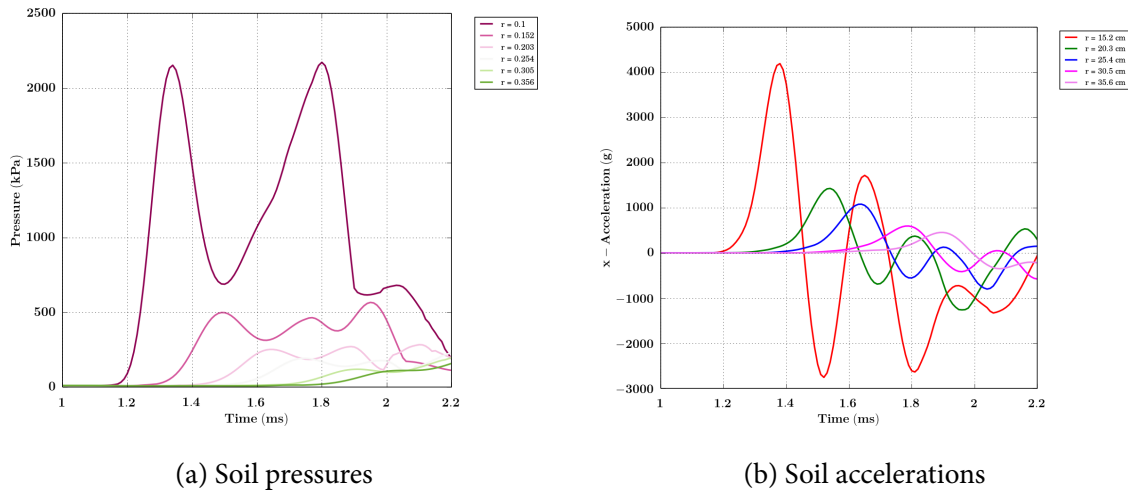 2500
2000
1500
1000
500
0
Pressure (kPa)
1 1.2 1.4 1.6 1.8 2 2.2
Time (ms)
r = 0.1
r = 0.152
r = 0.203
r = 0.254
r = 0.305
r = 0.356
(a) Soil pressures
5000
4000
3000
2000
1000
0
−1000
−2000
−3000
x − Acceleration (g)
1 1.2 1.4 1.6 1.8 2 2.2
Time (ms)
r = 15.2 cm
r = 20.3 cm
r = 25.4 cm
r = 30.5 cm
r = 35.6 cm
(b) Soil accelerations